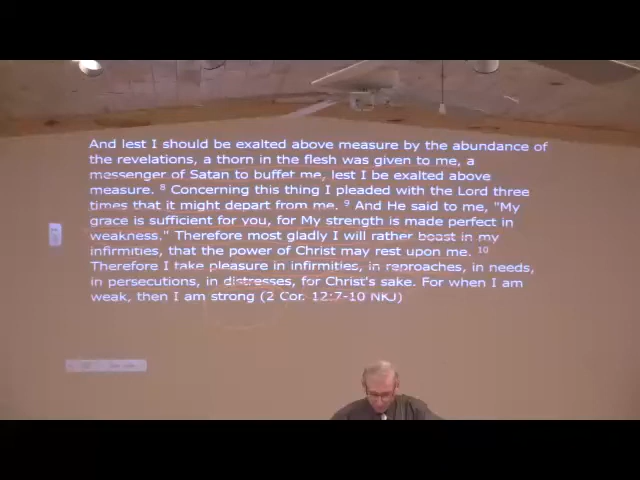 And lest I should be exalted above measure by the abundance of
the revelations, a thorn in the flesh was given to me, a
messenger of Satan to buffet me, lest I be exalted above
measure. 8 Concerning this thing I pleaded with the Lord three
times that it might depart from me. 9 And He said to me, "My
grace is sufficient for you, for My strength is made perfect in
weakness." Therefore most gladly I will rather boast in my
infirmities, that the power of Christ may rest upon me. 10
Therefore I take pleasure in infirmities, in reproaches, in needs,
in persecutions, in distresses, for Christ's sake. For when I am
weak, then I am strong (2 Cor. 12:7-10 NKJ)